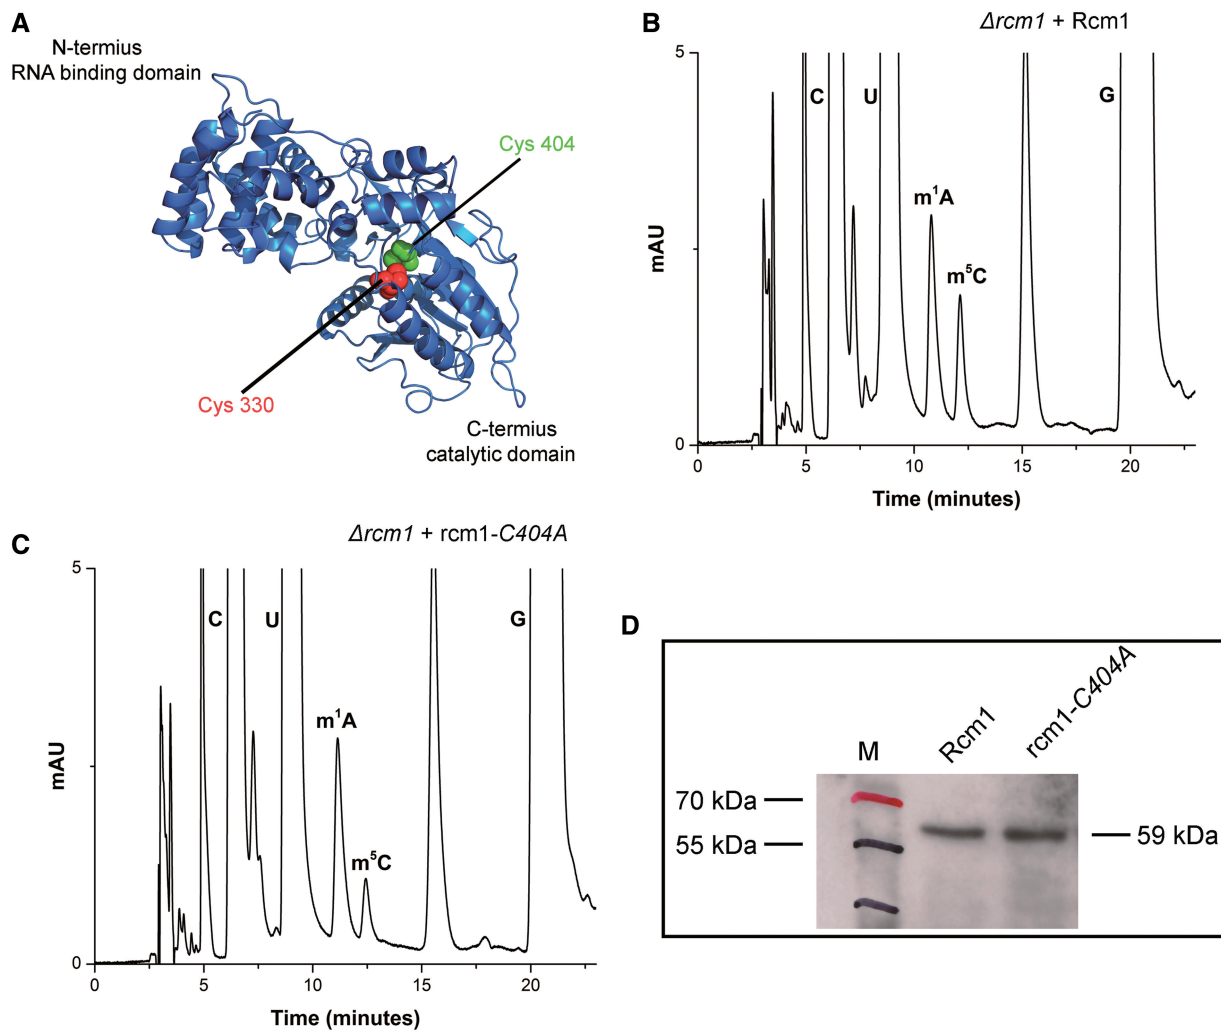 A
N-termius
RNA binding domain
Cys 404
Cys 330
C-termius
catalytic domain
B
Δrcm1 + Rcm1
5
C
U
G
m¹A
m⁵C
mAU
0
0
5
10
15
20
Time (minutes)
C
Δrcm1 + rcm1-C404A
5
C
U
G
m¹A
m⁵C
mAU
0
0
5
10
15
20
Time (minutes)
D
M
Rcm1
rcm1-C404A
70 kDa
55 kDa
59 kDa